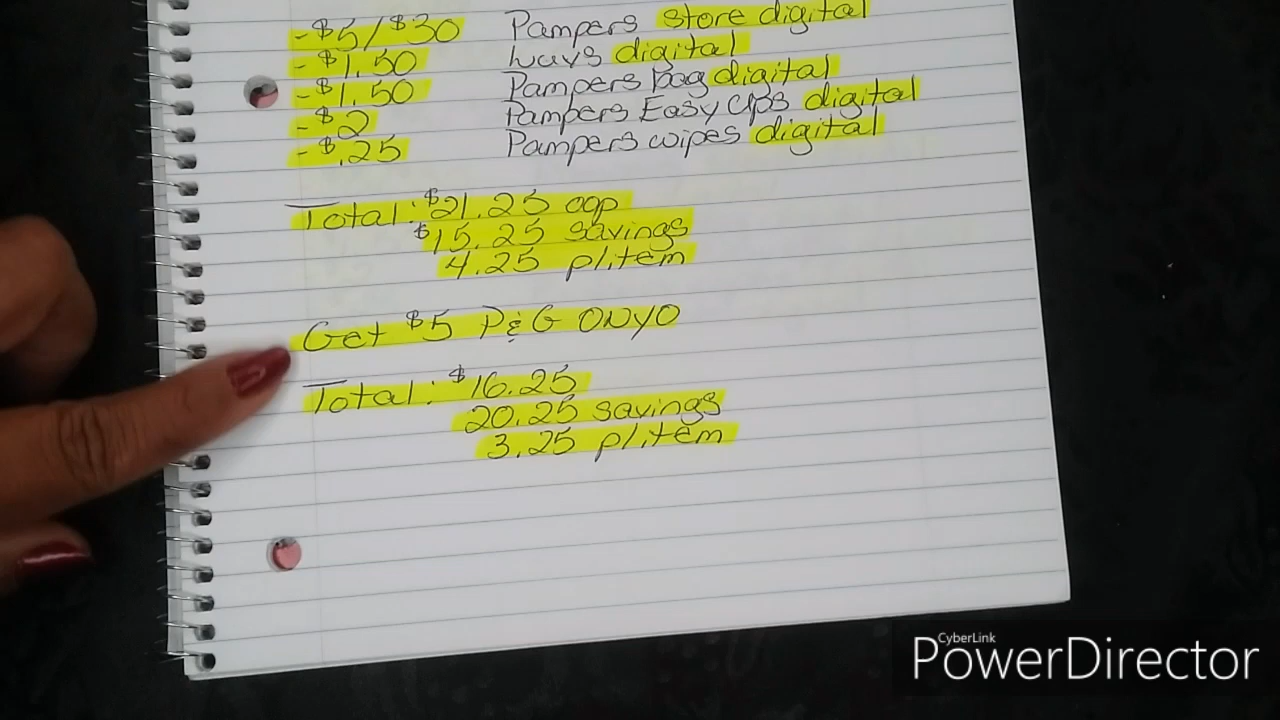 -$5/$30 Pampers store digital
-$1.50 Luvs digital
-$1.50 Pampers bag digital
-$2 Pampers Easy Ups digital
-$.25 Pampers wipes digital
Total: $21.25 oop
$15.25 savings
4.25 p/item
Get $5 P&G ONYO
Total: $16.25
20.25 savings
3.25 p/item
CyberLink
PowerDirector